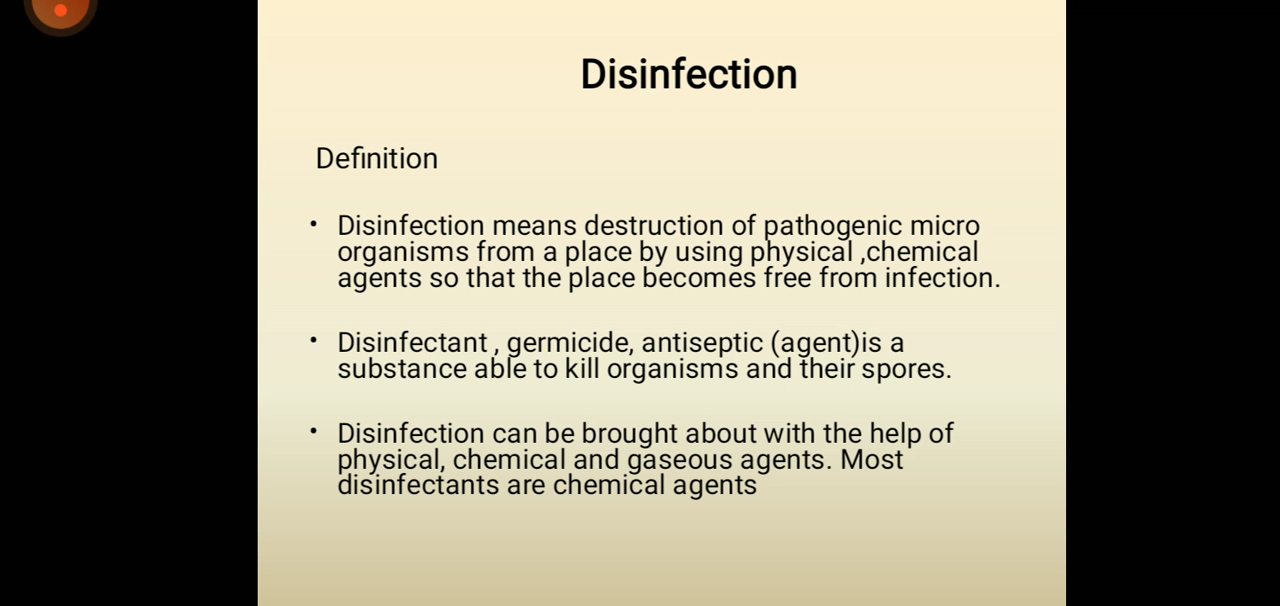 Disinfection
Definition
• Disinfection means destruction of pathogenic micro
organisms from a place by using physical ,chemical
agents so that the place becomes free from infection.
• Disinfectant , germicide, antiseptic (agent)is a
substance able to kill organisms and their spores.
• Disinfection can be brought about with the help of
physical, chemical and gaseous agents. Most
disinfectants are chemical agents